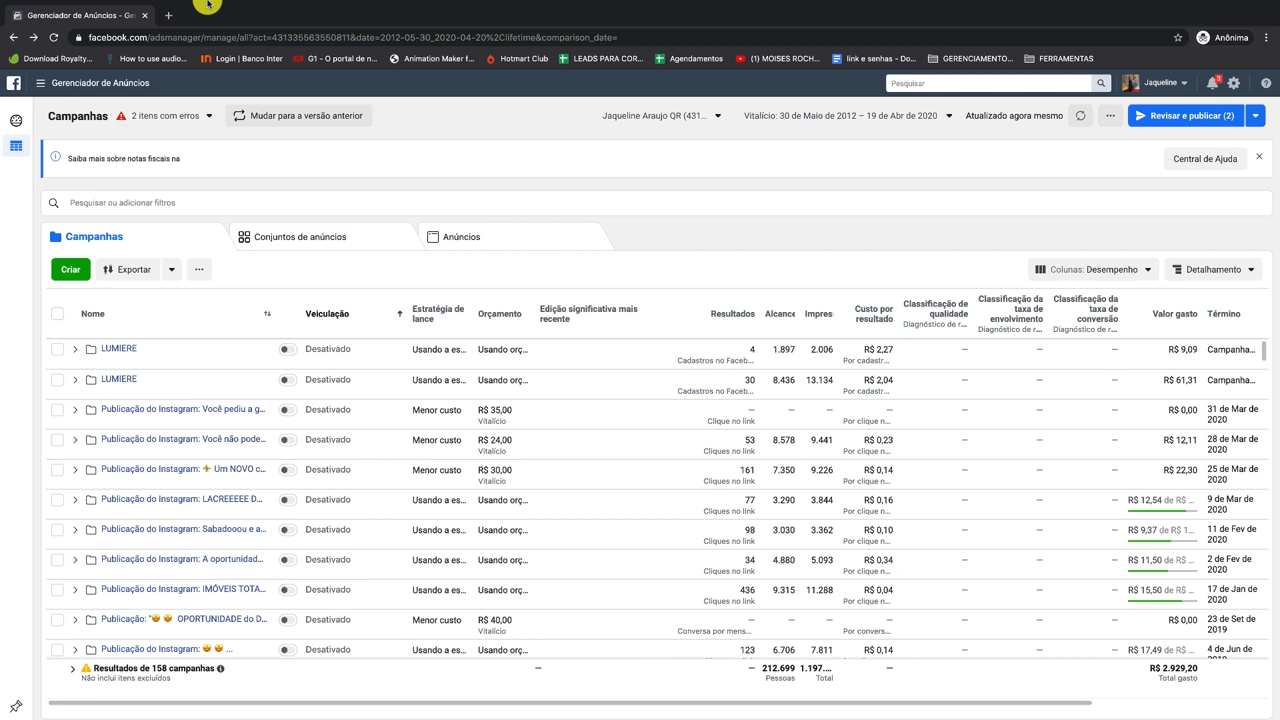 Gerenciador de Anúncios - Ger
facebook.com/adsmanager/manage/all?act=431335563550811&date=2012-05-30_2020-04-20%2Clifetime&comparison_date=
Anônima
Download Royalty... How to use audio... Login | Banco Inter G1 - O portal de n... Animation Maker f... Hotmart Club LEADS PARA COR... Agendamentos (1) MOISES ROCH... link e senhas - Do... GERENCIAMENTO... FERRAMENTAS
Gerenciador de Anúncios Pesquisar Jaqueline 3
Campanhas 2 itens com erros Mudar para a versão anterior Jaqueline Araujo QR (431... Vitalício: 30 de Maio de 2012 – 19 de Abr de 2020 Atualizado agora mesmo Revisar e publicar (2)
Saiba mais sobre notas fiscais na Central de Ajuda
Pesquisar ou adicionar filtros
Campanhas Conjuntos de anúncios Anúncios
Criar Exportar ... Colunas: Desempenho Detalhamento
Nome Veiculação Estratégia de lance Orçamento Edição significativa mais recente Resultados Alcance Impres Custo por resultado Classificação de qualidade Diagnóstico de r... Classificação da taxa de envolvimento Diagnóstico de r... Classificação da taxa de conversão Diagnóstico de r... Valor gasto Término
LUMIERE Desativado Usando a es... Usando orç... 4 1.897 2.006 R$ 2,27 — — — R$ 9,09 Campanha...
Cadastros no Faceb... Por cadastr...
LUMIERE Desativado Usando a es... Usando orç... 30 8.436 13.134 R$ 2,04 — — — R$ 61,31 Campanha...
Cadastros no Faceb... Por cadastr...
Publicação do Instagram: Você pediu a g... Desativado Menor custo R$ 35,00 — — — — — — — R$ 0,00 31 de Mar de
Vitalício Clique no link Por clique n... 2020
Publicação do Instagram: Você não pode... Desativado Menor custo R$ 24,00 53 8.578 9.441 R$ 0,23 — — — R$ 12,11 28 de Mar de
Vitalício Cliques no link Por clique n... 2020
Publicação do Instagram: Um NOVO c... Desativado Menor custo R$ 30,00 161 7.350 9.226 R$ 0,14 — — — R$ 22,30 25 de Mar de
Vitalício Cliques no link Por clique n... 2020
Publicação do Instagram: LACREEEEE D... Desativado Usando a es... Usando orç... 77 3.290 3.844 R$ 0,16 — — — R$ 12,54 de R$ ... 9 de Mar de
Cliques no link Por clique n... 2020
Publicação do Instagram: Sabadooou e a... Desativado Usando a es... Usando orç... 98 3.030 3.362 R$ 0,10 — — — R$ 9,37 de R$ 1... 11 de Fev de
Cliques no link Por clique n... 2020
Publicação do Instagram: A oportunidad... Desativado Usando a es... Usando orç... 34 4.880 5.093 R$ 0,34 — — — R$ 11,50 de R$ ... 2 de Fev de
Cliques no link Por clique n... 2020
Publicação do Instagram: IMÓVEIS TOTA... Desativado Usando a es... Usando orç... 436 9.315 11.288 R$ 0,04 — — — R$ 15,50 de R$ ... 17 de Jan de
Cliques no link Por clique n... 2020
Publicação: "🤩 🤩 OPORTUNIDADE do D... Desativado Menor custo R$ 40,00 — — — — — — — R$ 0,00 23 de Set de
Vitalício Conversa por mens... Por convers... 2019
Publicação do Instagram: 🤩 🤩 ... Desativado Usando a es... Usando orç... 123 6.706 7.811 R$ 0,14 — — — R$ 17,49 de R$ ... 4 de Jun de
Resultados de 158 campanhas — — 212.699 1.197.... — R$ 2.929,20
Não inclui itens excluídos Pessoas Total Total gasto